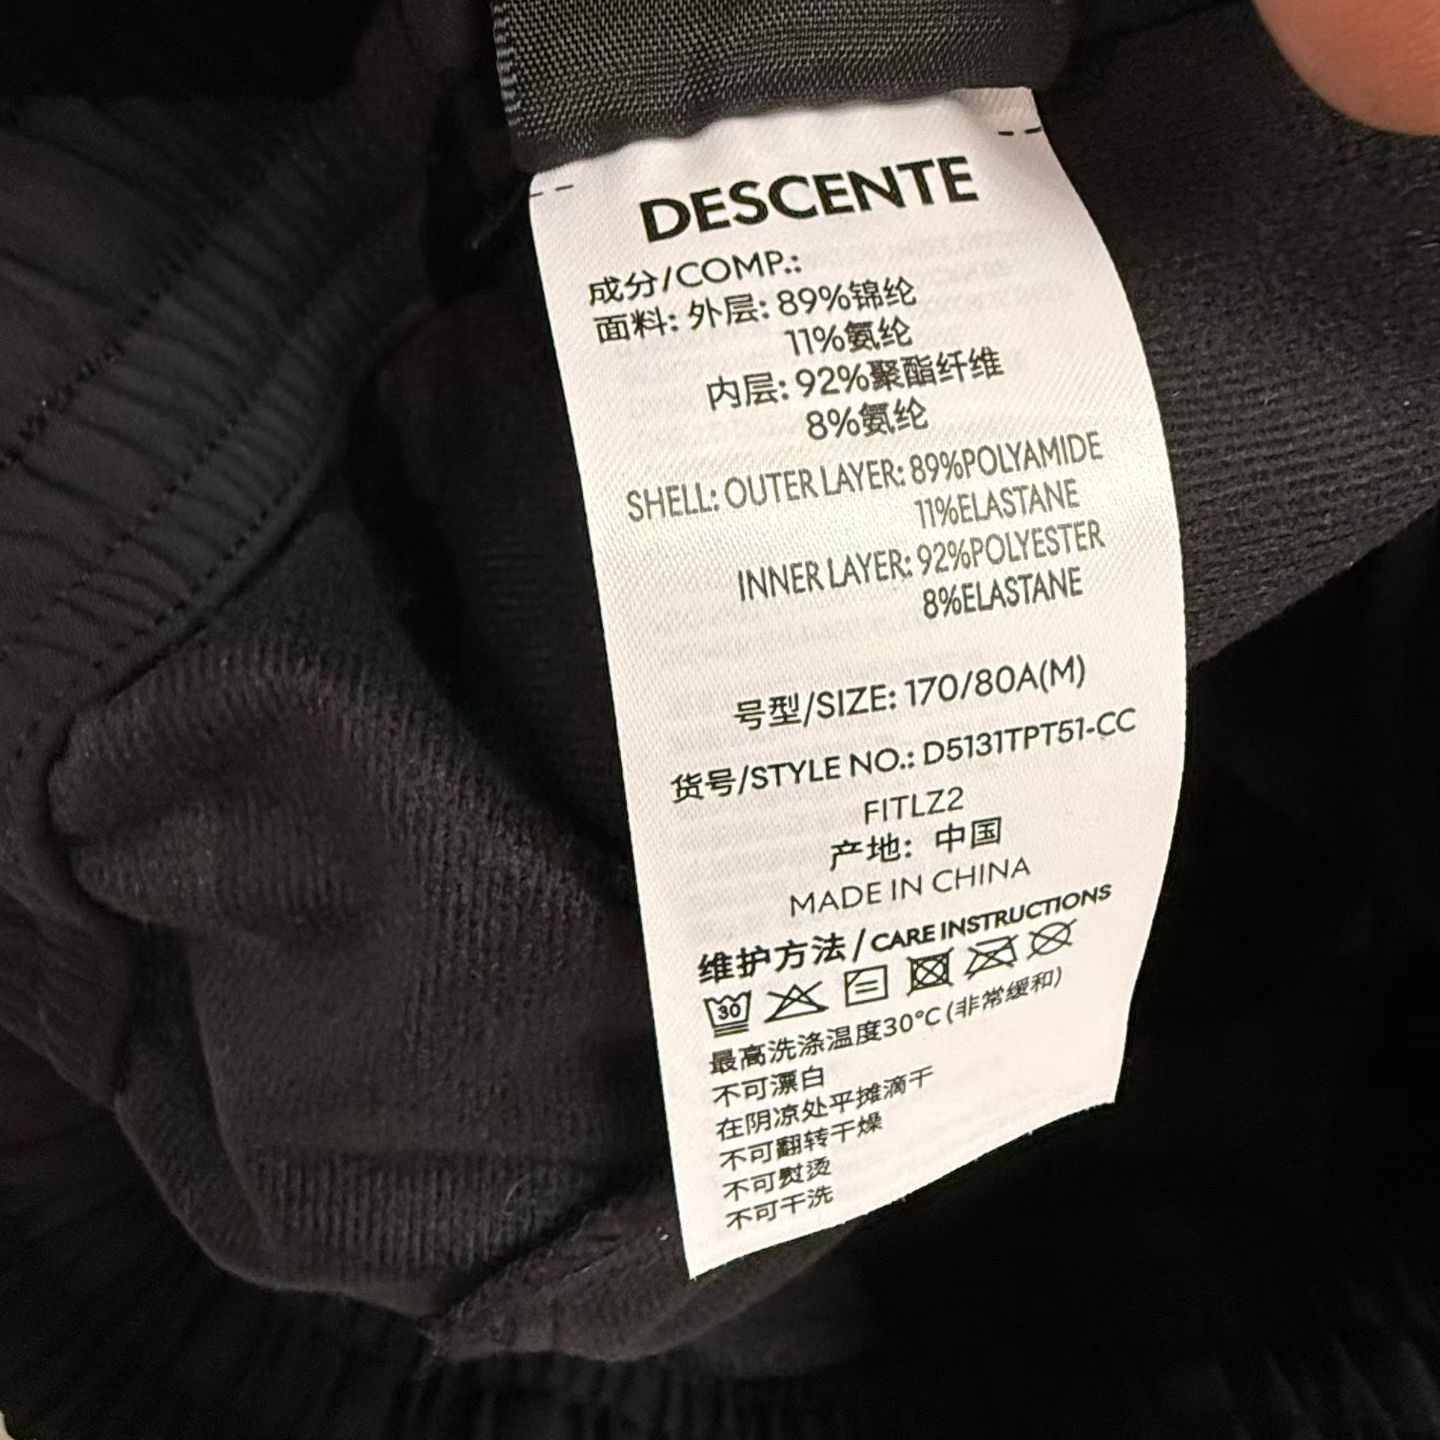 DESCENTE
成分/COMP.:
面料: 外层: 89%锦纶
11%氨纶
内层: 92%聚酯纤维
8%氨纶
SHELL: OUTER LAYER: 89%POLYAMIDE
11%ELASTANE
INNER LAYER: 92%POLYESTER
8%ELASTANE
号型/SIZE: 170/80A(M)
货号/STYLE NO.: D5131TPT51-CC
FITLZ2
产地: 中国
MADE IN CHINA
维护方法/CARE INSTRUCTIONS
30
最高洗涤温度30°C(非常缓和)
不可漂白
在阴凉处平摊滴干
不可翻转干燥
不可熨烫
不可干洗